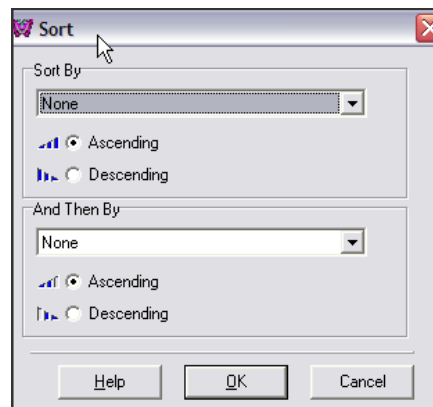 Sort
Sort By
None
Ascending
Descending
And Then By
None
Ascending
Descending
Help OK Cancel